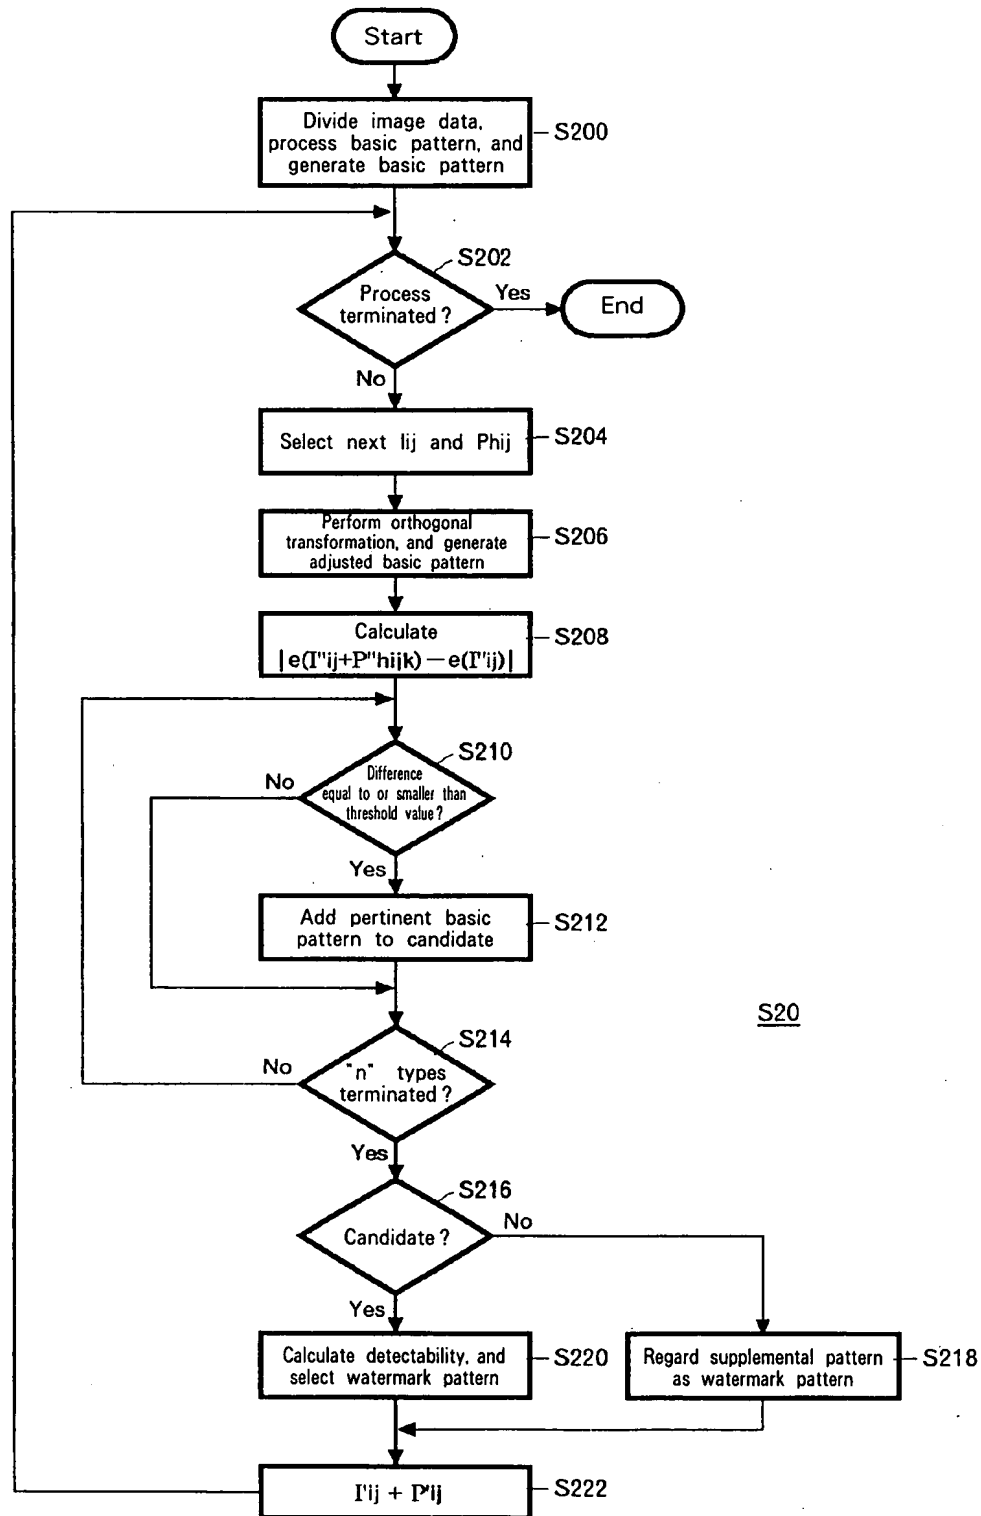 Start
Divide image data,
process basic pattern, and
generate basic pattern
S200
S202
Process
terminated ?
Yes
End
No
Select next Iij and Phij
S204
Perform orthogonal
transformation, and generate
adjusted basic pattern
S206
Calculate
|e(I"ij+P"hijk) — e(I"ij)|
S208
S210
Difference
equal to or smaller than
threshold value ?
No
Yes
Add pertinent basic
pattern to candidate
S212
S20
S214
"n" types
terminated ?
No
Yes
S216
Candidate ?
No
Yes
Calculate detectability, and
select watermark pattern
S220
Regard supplemental pattern
as watermark pattern
S218
I'ij + P'ij
S222